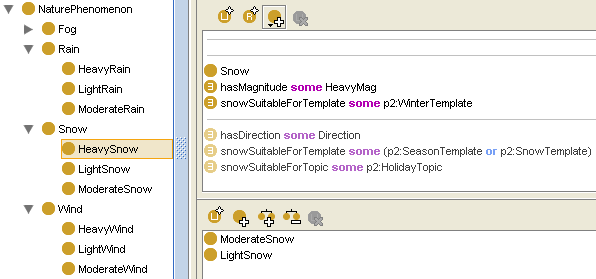 NaturePhenomenon
Fog
Rain
HeavyRain
LightRain
ModerateRain
Snow
HeavySnow
LightSnow
ModerateSnow
Wind
HeavyWind
LightWind
ModerateWind
Snow
hasMagnitude some HeavyMag
snowSuitableForTemplate some p2:WinterTemplate
hasDirection some Direction
snowSuitableForTemplate some (p2:SeasonTemplate or p2:SnowTemplate)
snowSuitableForTopic some p2:HolidayTopic
ModerateSnow
LightSnow